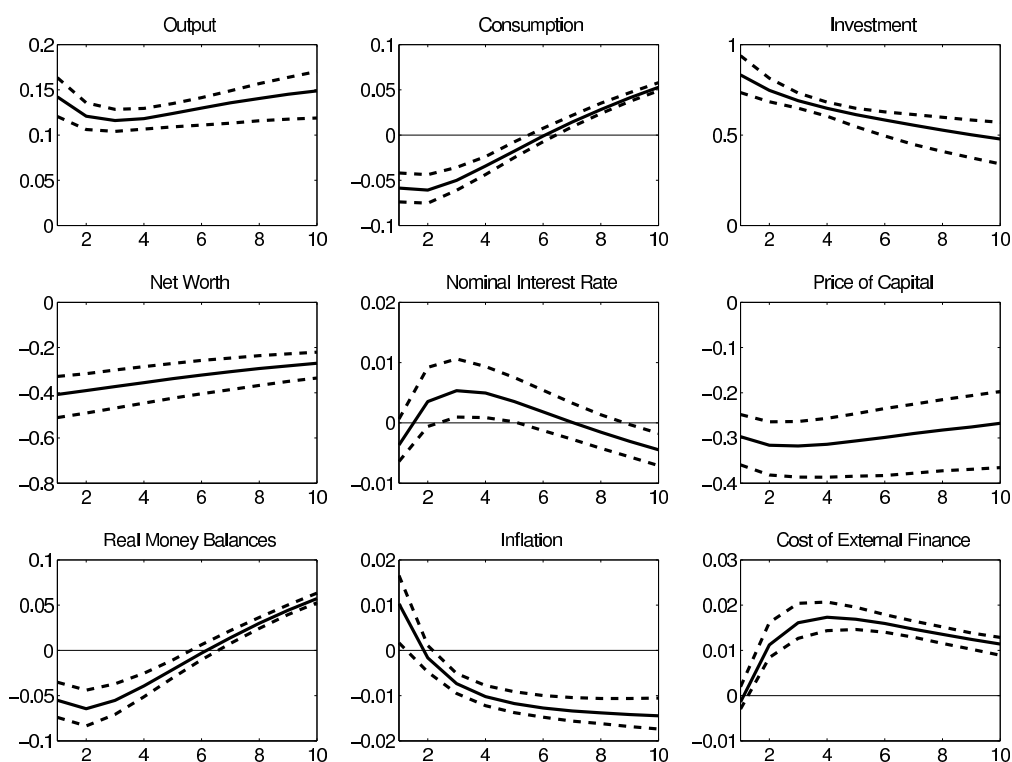 Output
0.2
0.15
0.1
0.05
0
2 4 6 8 10
Consumption
0.1
0.05
0
−0.05
−0.1
2 4 6 8 10
Investment
1
0.5
0
2 4 6 8 10
Net Worth
0
−0.2
−0.4
−0.6
−0.8
2 4 6 8 10
Nominal Interest Rate
0.02
0.01
0
−0.01
2 4 6 8 10
Price of Capital
0
−0.1
−0.2
−0.3
−0.4
2 4 6 8 10
Real Money Balances
0.1
0.05
0
−0.05
−0.1
2 4 6 8 10
Inflation
0.02
0.01
0
−0.01
−0.02
2 4 6 8 10
Cost of External Finance
0.03
0.02
0.01
0
−0.01
2 4 6 8 10